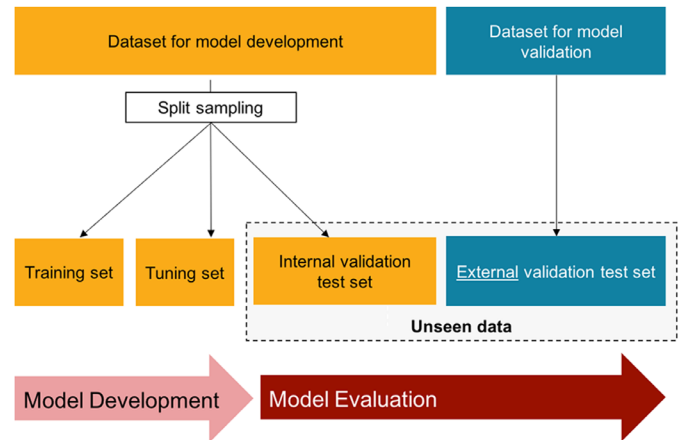 Dataset for model development
Dataset for model
validation
Split sampling
Training set
Tuning set
Internal validation
test set
External validation test set
Unseen data
Model Development
Model Evaluation